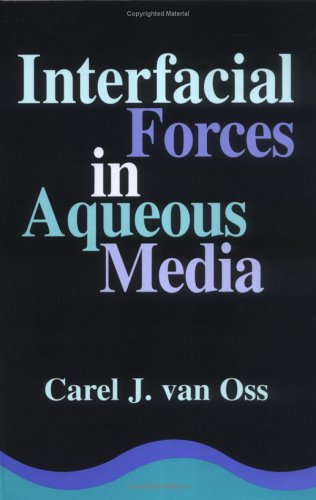 Interfacial
Forces
in
Aqueous
Media
Carel J. van Oss